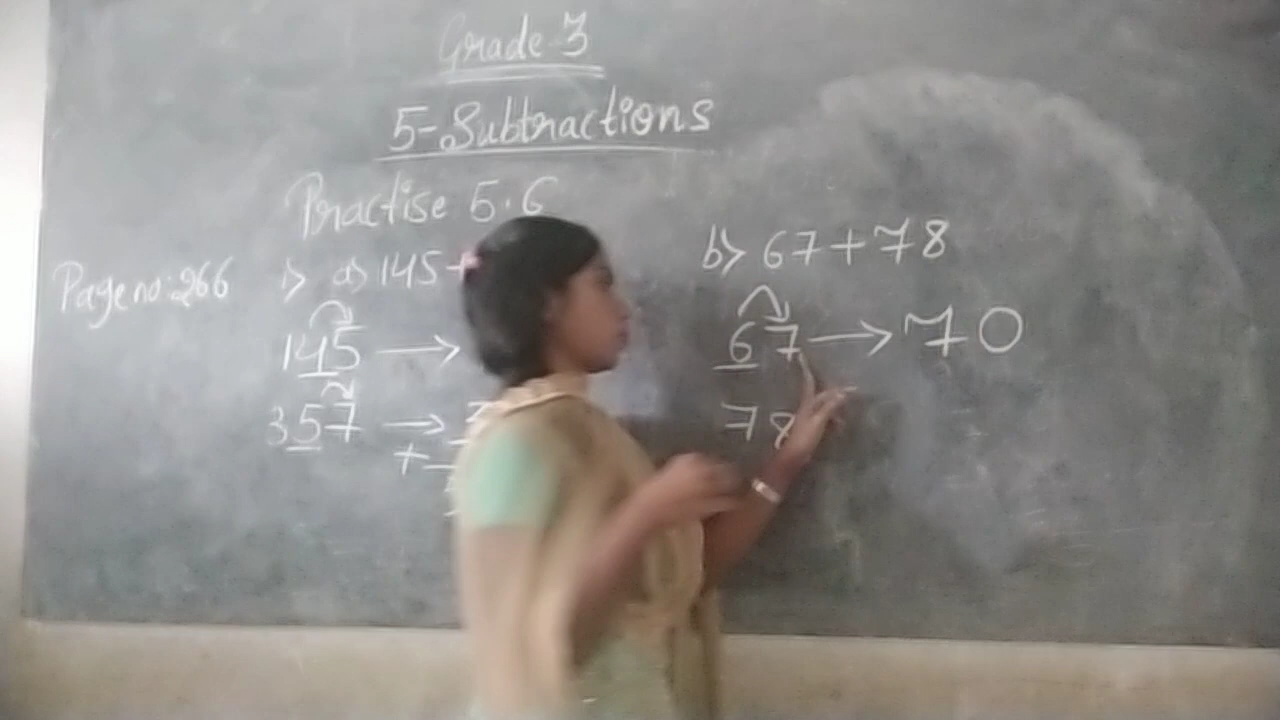 Grade 3
5-Subtractions
Practise 5.6
Page no: 266 1> a) 145+
145 →
357 →
+
b> 67+78
67 → 70
78